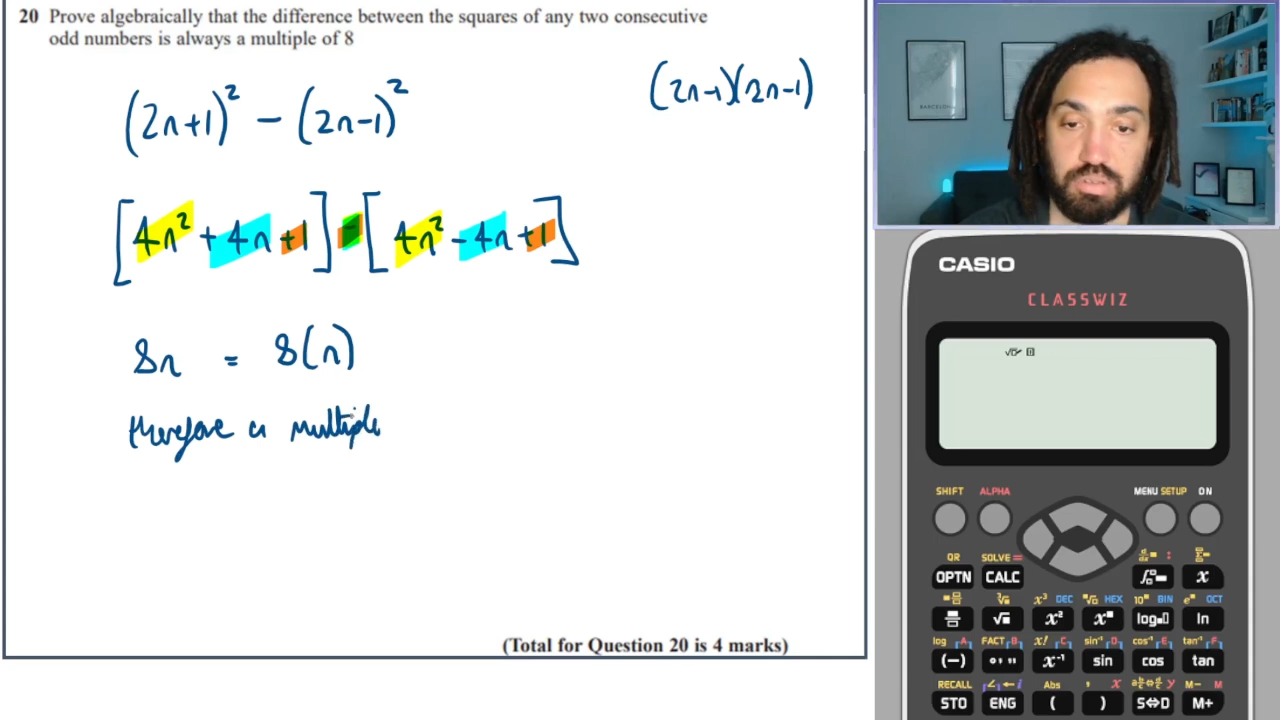 20 Prove algebraically that the difference between the squares of any two consecutive
odd numbers is always a multiple of 8
(2n+1)² - (2n-1)²
(2n-1)(2n-1)
[4n² + 4n + 1] - [4n² - 4n + 1]
8n = 8(n)
therefore a multiple
(Total for Question 20 is 4 marks)
BARCELONA
CASIO
CLASSWIZ
SHIFT ALPHA MENU SETUP ON
QR SOLVE = :
OPTN CALC x
x³ DEC HEX 10■ BIN e■ OCT
x² x■ log ln
log A FACT B x! C sin⁻¹ D cos⁻¹ E tan⁻¹ F
(−) x⁻¹ sin cos tan
RECALL ∠ ← i Abs , x y M− M
STO ENG ( ) S⇔D M+